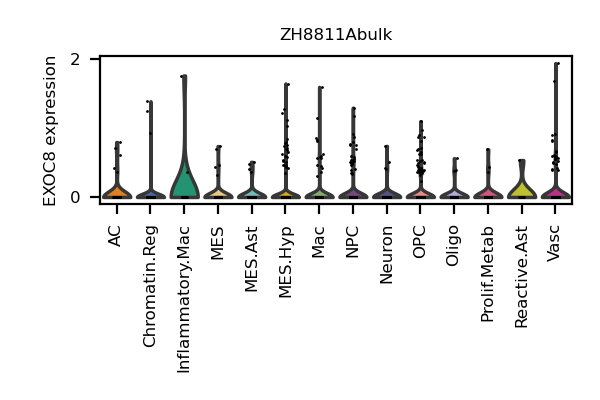 ZH8811Abulk
EXOC8 expression
2
0
AC
Chromatin.Reg
Inflammatory.Mac
MES
MES.Ast
MES.Hyp
Mac
NPC
Neuron
OPC
Oligo
Prolif.Metab
Reactive.Ast
Vasc